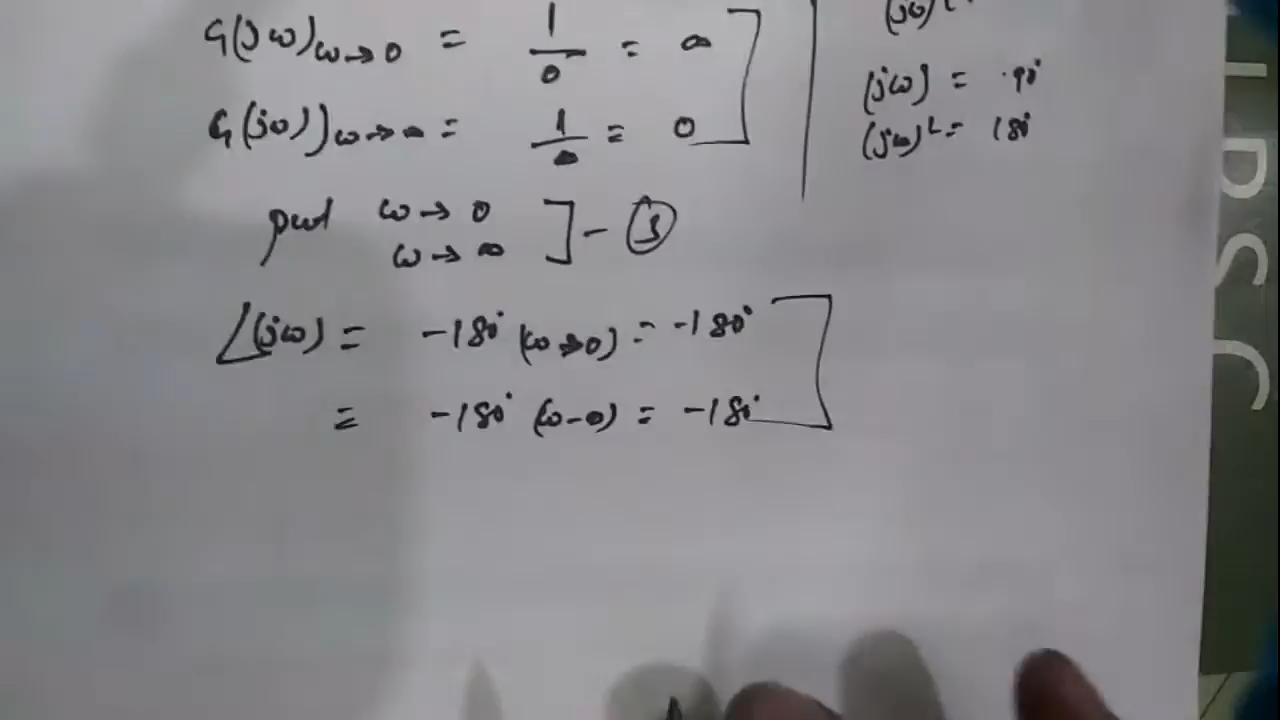 G(jω)ω→0 = 1/0 = ∞
G(jω))ω→∞ = 1/∞ = 0
put ω→0
ω→∞ ] - ③
∠(jω) = -180° (ω→0) = -180°
= -180° (ω-∞) = -180°
(jω) = 90°
(jω)² = 180°